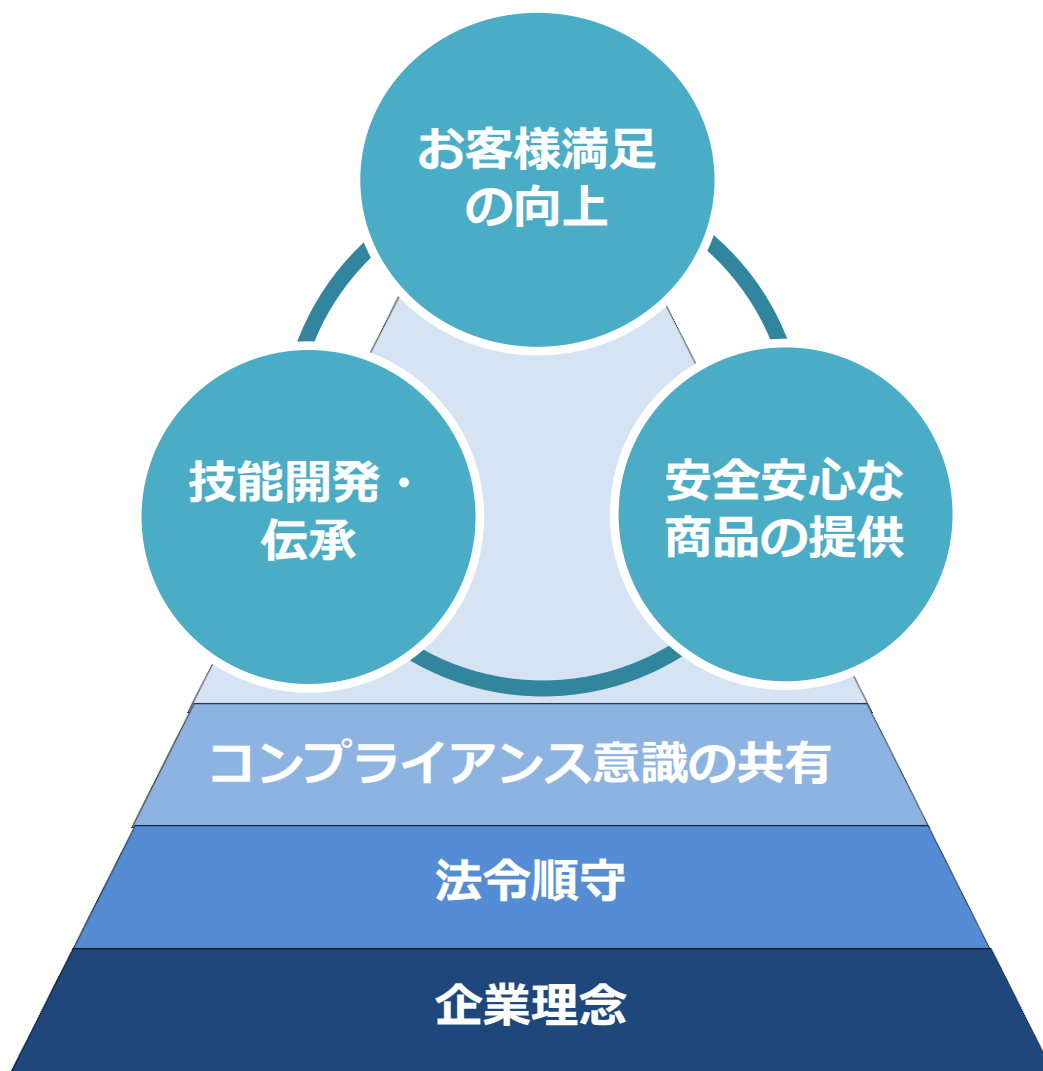 お客様満足
の向上
技能開発・
伝承
安全安心な
商品の提供
コンプライアンス意識の共有
法令順守
企業理念